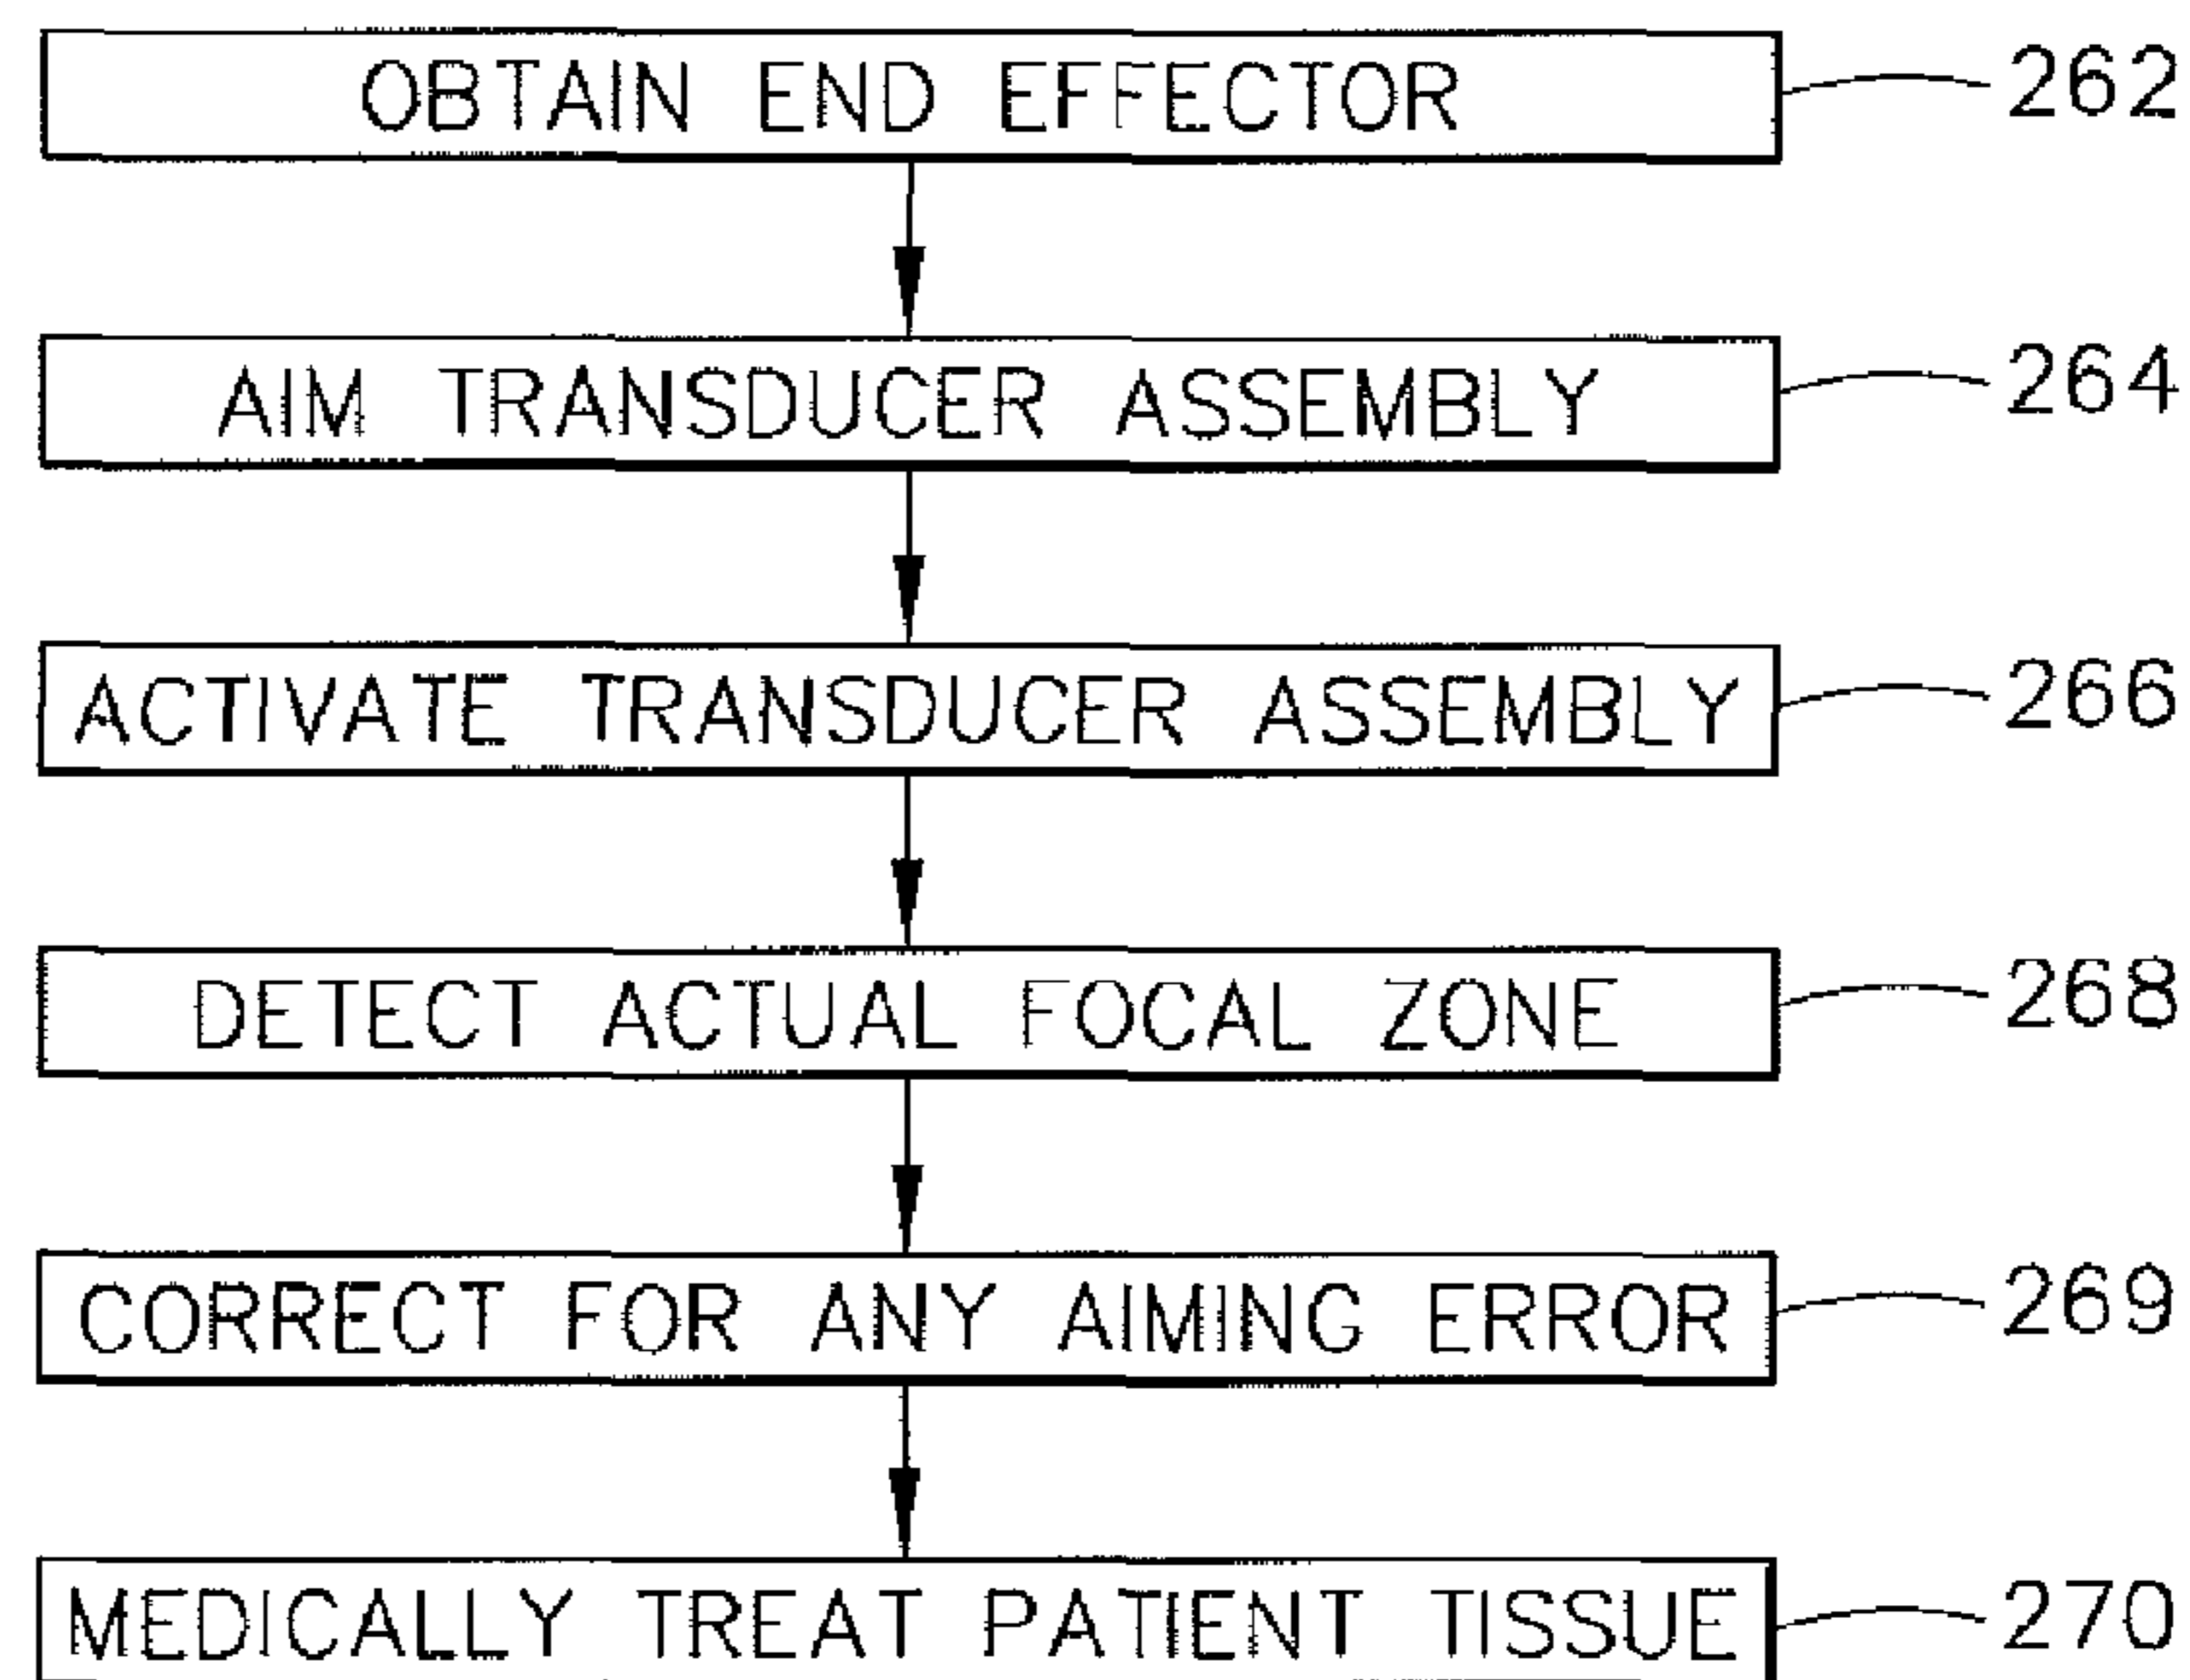 OBTAIN END EFFECTOR 262
AIM TRANSDUCER ASSEMBLY 264
ACTIVATE TRANSDUCER ASSEMBLY 266
DETECT ACTUAL FOCAL ZONE 268
CORRECT FOR ANY AIMING ERROR 269
MEDICALLY TREAT PATIENT TISSUE 270